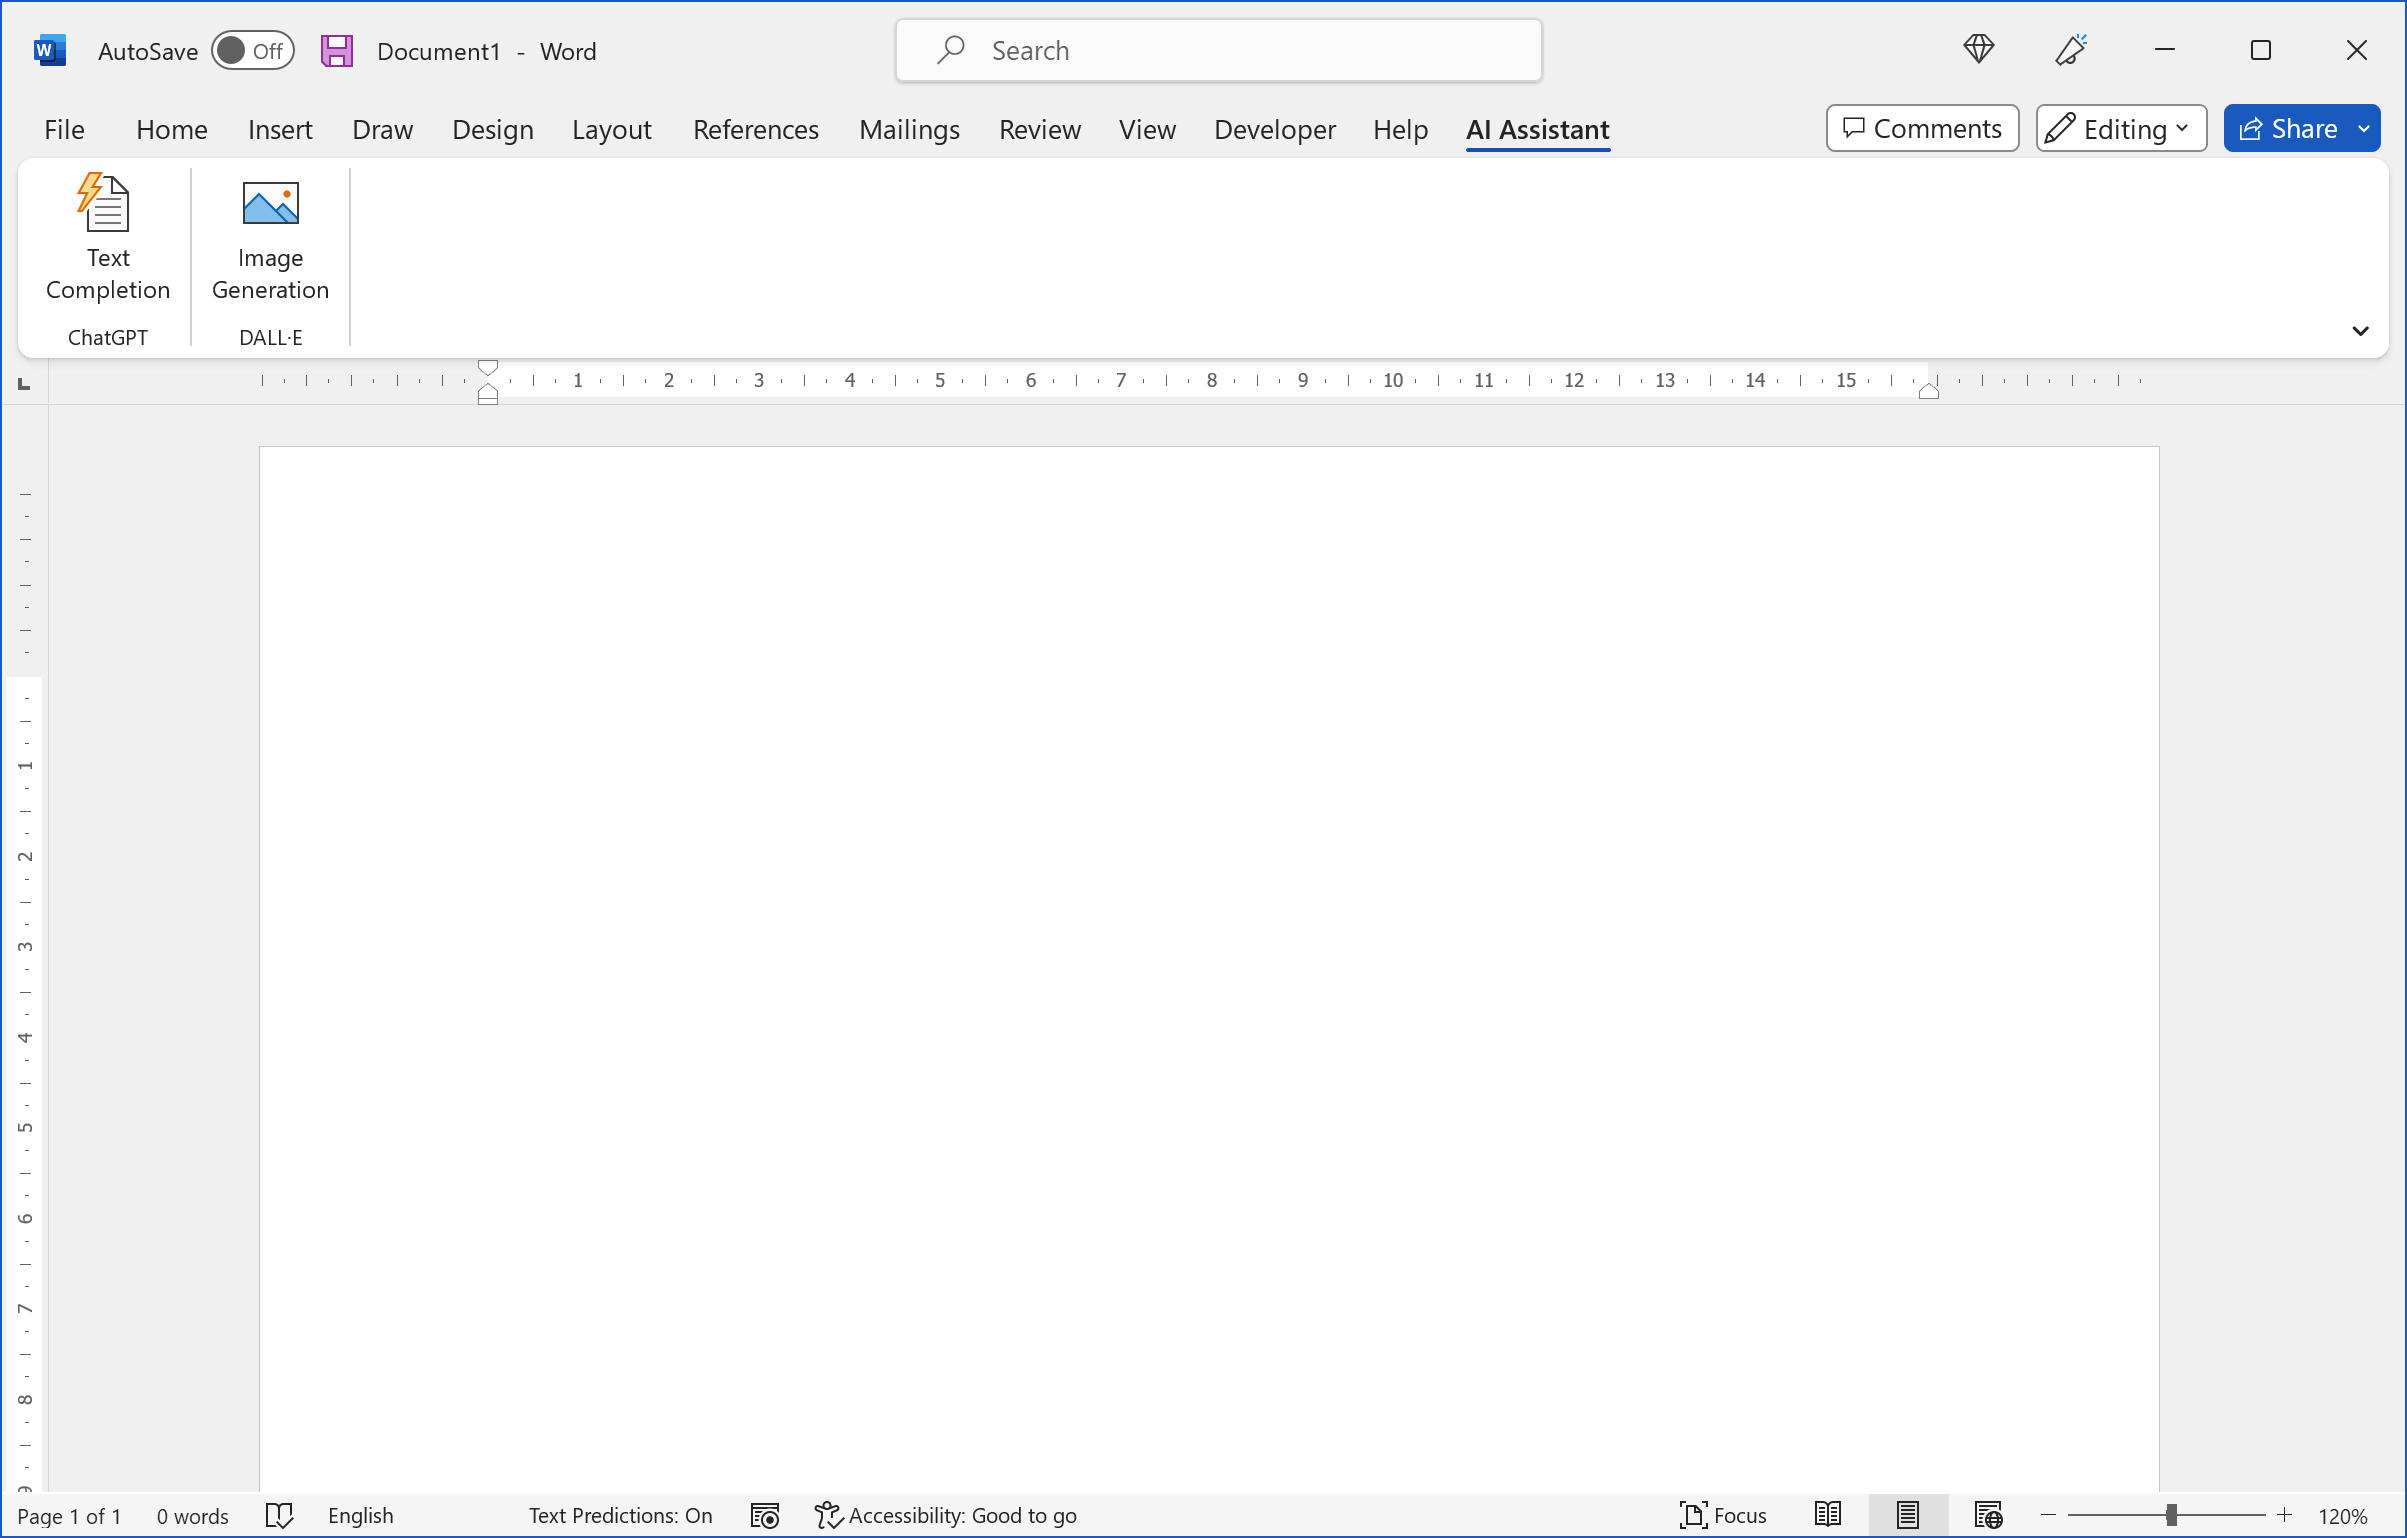 W AutoSave Off Document1 - Word Search
File Home Insert Draw Design Layout References Mailings Review View Developer Help AI Assistant Comments Editing Share
Text Completion
ChatGPT
Image Generation
DALL·E
1 2 3 4 5 6 7 8 9 10 11 12 13 14 15
1
2
3
4
5
6
7
8
9
Page 1 of 1 0 words English Text Predictions: On Accessibility: Good to go Focus 120%